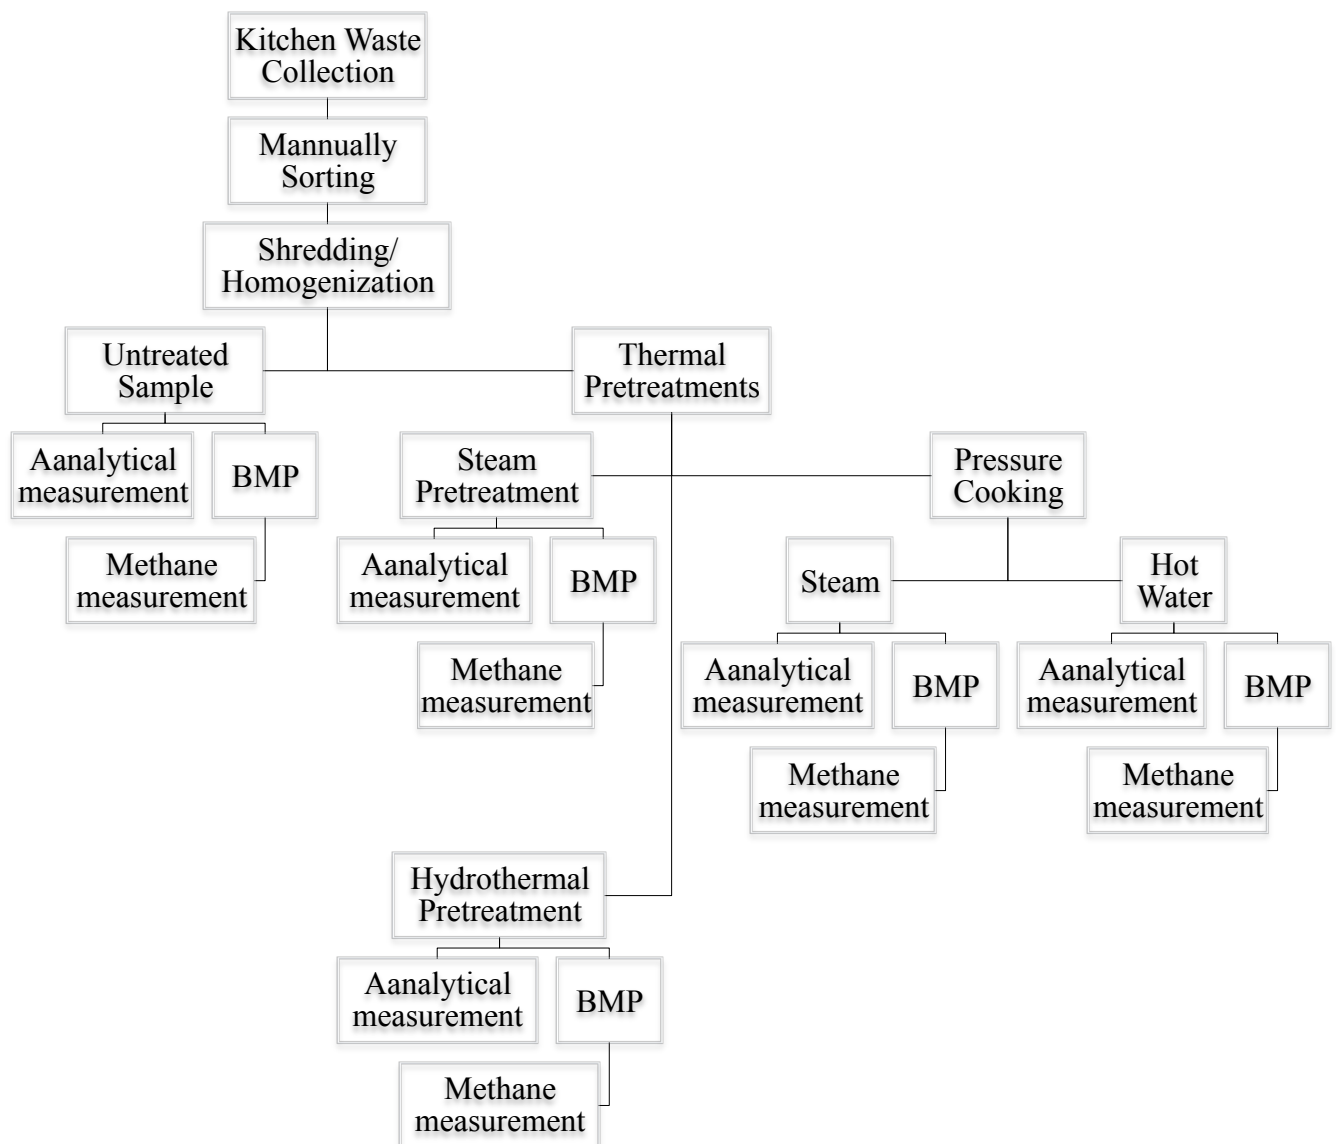 Kitchen Waste
Collection
Mannually
Sorting
Shredding/
Homogenization
Untreated
Sample
Thermal
Pretreatments
Aanalytical
measurement
BMP
Methane
measurement
Steam
Pretreatment
Aanalytical
measurement
BMP
Methane
measurement
Pressure
Cooking
Steam
Aanalytical
measurement
BMP
Methane
measurement
Hot
Water
Aanalytical
measurement
BMP
Methane
measurement
Hydrothermal
Pretreatment
Aanalytical
measurement
BMP
Methane
measurement